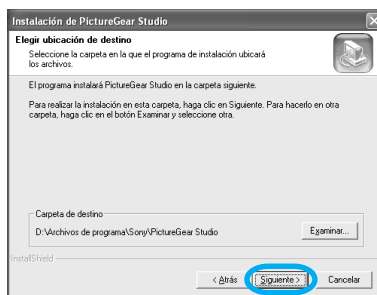 Instalación de PictureGear Studio
Elegir ubicación de destino
Seleccione la carpeta en la que el programa de instalación ubicará
los archivos.
El programa instalará PictureGear Studio en la carpeta siguiente.
Para realizar la instalación en esta carpeta, haga clic en Siguiente. Para hacerlo en otra
carpeta, haga clic en el botón Examinar y seleccione otra.
Carpeta de destino
D:\Archivos de programa\Sony\PictureGear Studio
Examinar...
InstallShield
< Atrás
Siguiente >
Cancelar